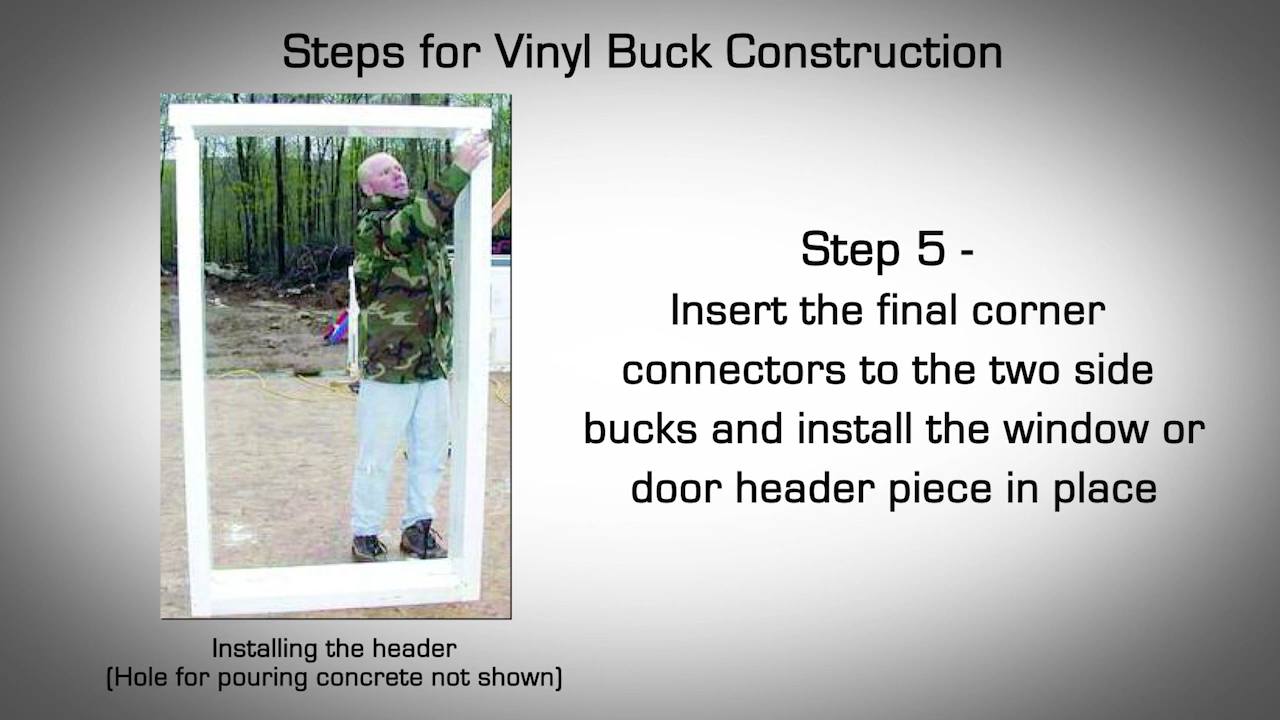 Steps for Vinyl Buck Construction
Step 5 -
Insert the final corner
connectors to the two side
bucks and install the window or
door header piece in place
Installing the header
(Hole for pouring concrete not shown)